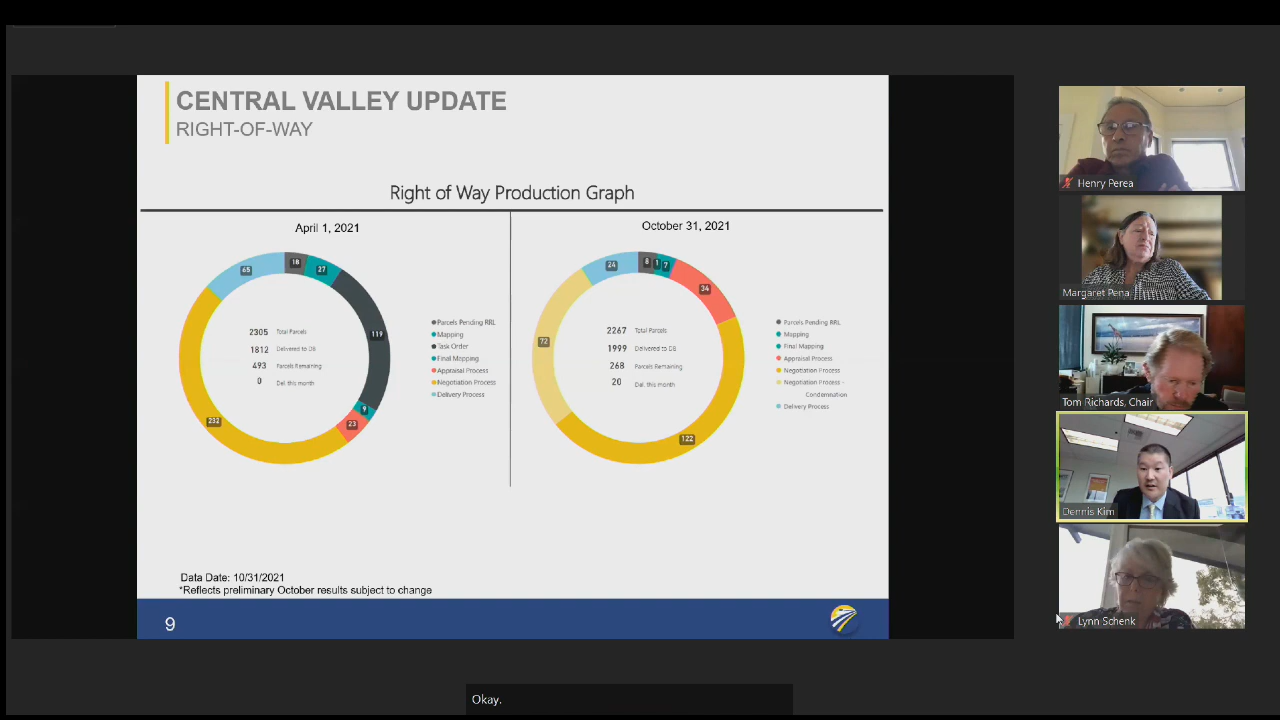 CENTRAL VALLEY UPDATE
RIGHT-OF-WAY
Right of Way Production Graph
April 1, 2021
18
27
119
9
23
232
65
2305 Total Parcels
1812 Delivered to DB
493 Parcels Remaining
0 Del. this month
Parcels Pending RRL
Mapping
Task Order
Final Mapping
Appraisal Process
Negotiation Process
Delivery Process
October 31, 2021
24
8
1
7
34
72
122
2267 Total Parcels
1999 Delivered to DB
268 Parcels Remaining
20 Del. this month
Parcels Pending RRL
Mapping
Final Mapping
Appraisal Process
Negotiation Process
Negotiation Process -
Condemnation
Delivery Process
Data Date: 10/31/2021
*Reflects preliminary October results subject to change
9
Henry Perea
Margaret Pena
Tom Richards, Chair
Dennis Kim
Lynn Schenk
Okay.